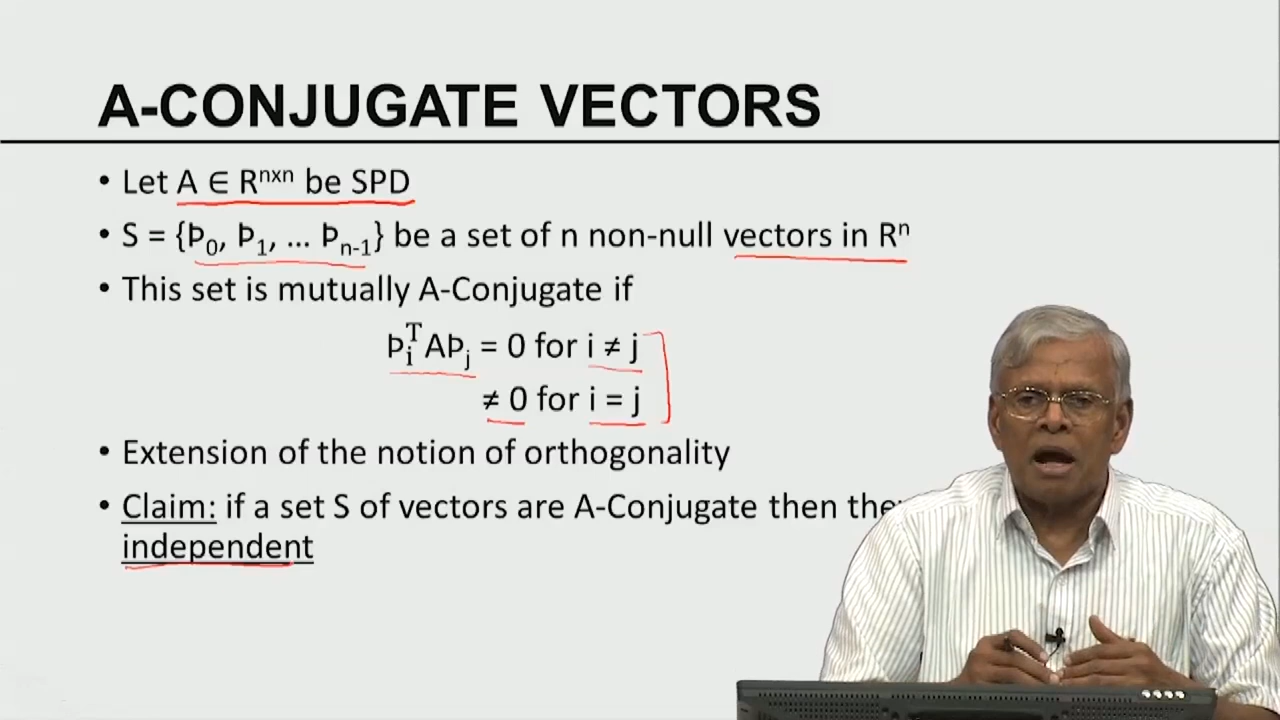 A-CONJUGATE VECTORS
• Let A ∈ Rⁿˣⁿ be SPD
• S = {Þ₀, Þ₁, … Þₙ₋₁} be a set of n non-null vectors in Rⁿ
• This set is mutually A-Conjugate if
Þᵢᵀ AÞⱼ = 0 for i ≠ j
≠ 0 for i = j
• Extension of the notion of orthogonality
• Claim: if a set S of vectors are A-Conjugate then
independent